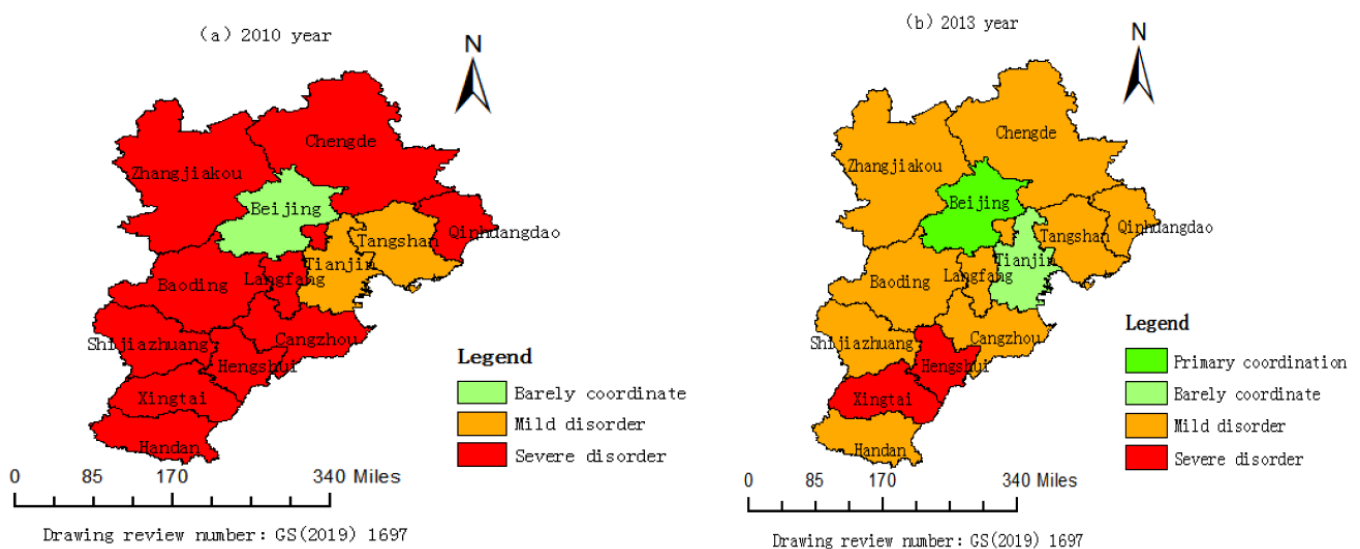 (a) 2010 year
N
Chengde
Zhangjiakou
Beijing
Qinhuangdao
Tangshan
Tianjin
Langfang
Baoding
Cangzhou
Shijiazhuang
Hengshui
Xingtai
Handan
Legend
Barely coordinate
Mild disorder
Severe disorder
0 85 170 340 Miles
Drawing review number: GS(2019) 1697
(b) 2013 year
N
Chengde
Zhangjiakou
Beijing
Qinhuangdao
Tangshan
Tianjin
Langfang
Baoding
Cangzhou
Shijiazhuang
Hengshui
Xingtai
Handan
Legend
Primary coordination
Barely coordinate
Mild disorder
Severe disorder
0 85 170 340 Miles
Drawing review number: GS(2019) 1697